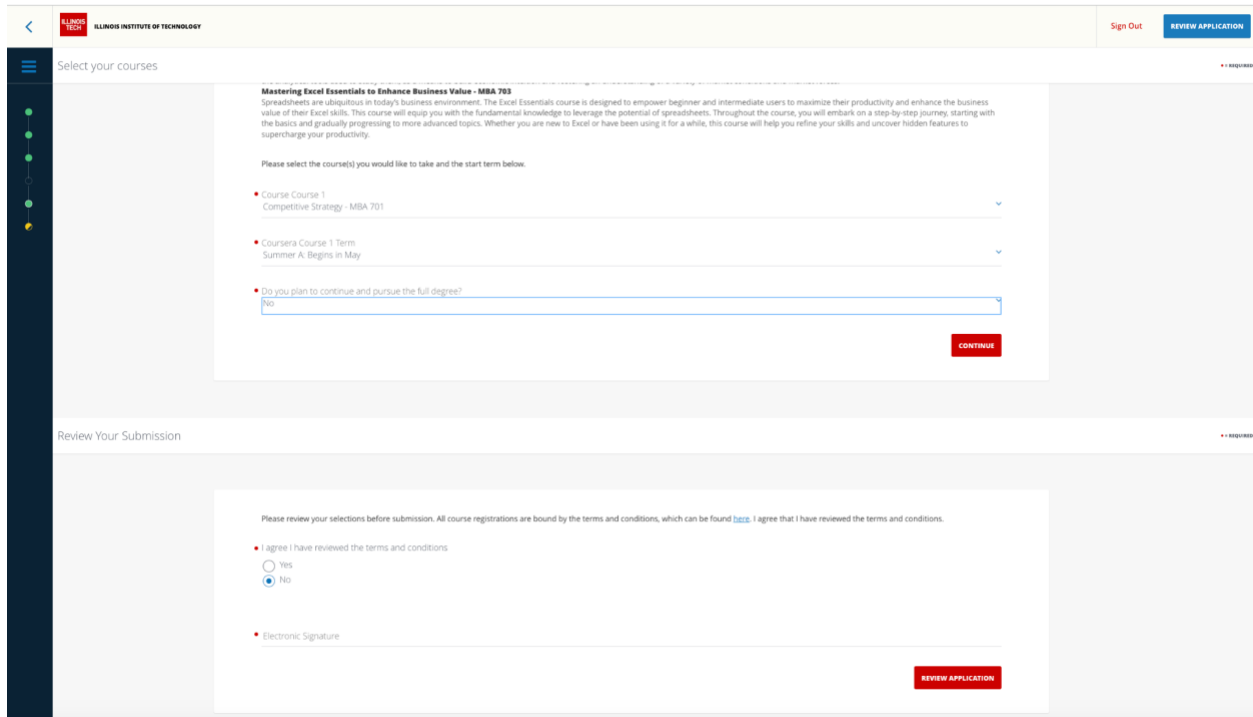 ILLINOIS TECH
ILLINOIS INSTITUTE OF TECHNOLOGY
Sign Out
REVIEW APPLICATION
Select your courses
• = REQUIRED
Mastering Excel Essentials to Enhance Business Value - MBA 703
Spreadsheets are ubiquitous in today's business environment. The Excel Essentials course is designed to empower beginner and intermediate users to maximize their productivity and enhance the business
value of their Excel skills. This course will equip you with the fundamental knowledge to leverage the potential of spreadsheets. Throughout the course, you will embark on a step-by-step journey, starting with
the basics and gradually progressing to more advanced topics. Whether you are new to Excel or have been using it for a while, this course will help you refine your skills and uncover hidden features to
supercharge your productivity.
Please select the course(s) you would like to take and the start term below.
Course Course 1
Competitive Strategy - MBA 701
Coursera Course 1 Term
Summer A: Begins in May
Do you plan to continue and pursue the full degree?
No
CONTINUE
Review Your Submission
• = REQUIRED
Please review your selections before submission. All course registrations are bound by the terms and conditions, which can be found here. I agree that I have reviewed the terms and conditions.
I agree I have reviewed the terms and conditions
Yes
No
Electronic Signature
REVIEW APPLICATION